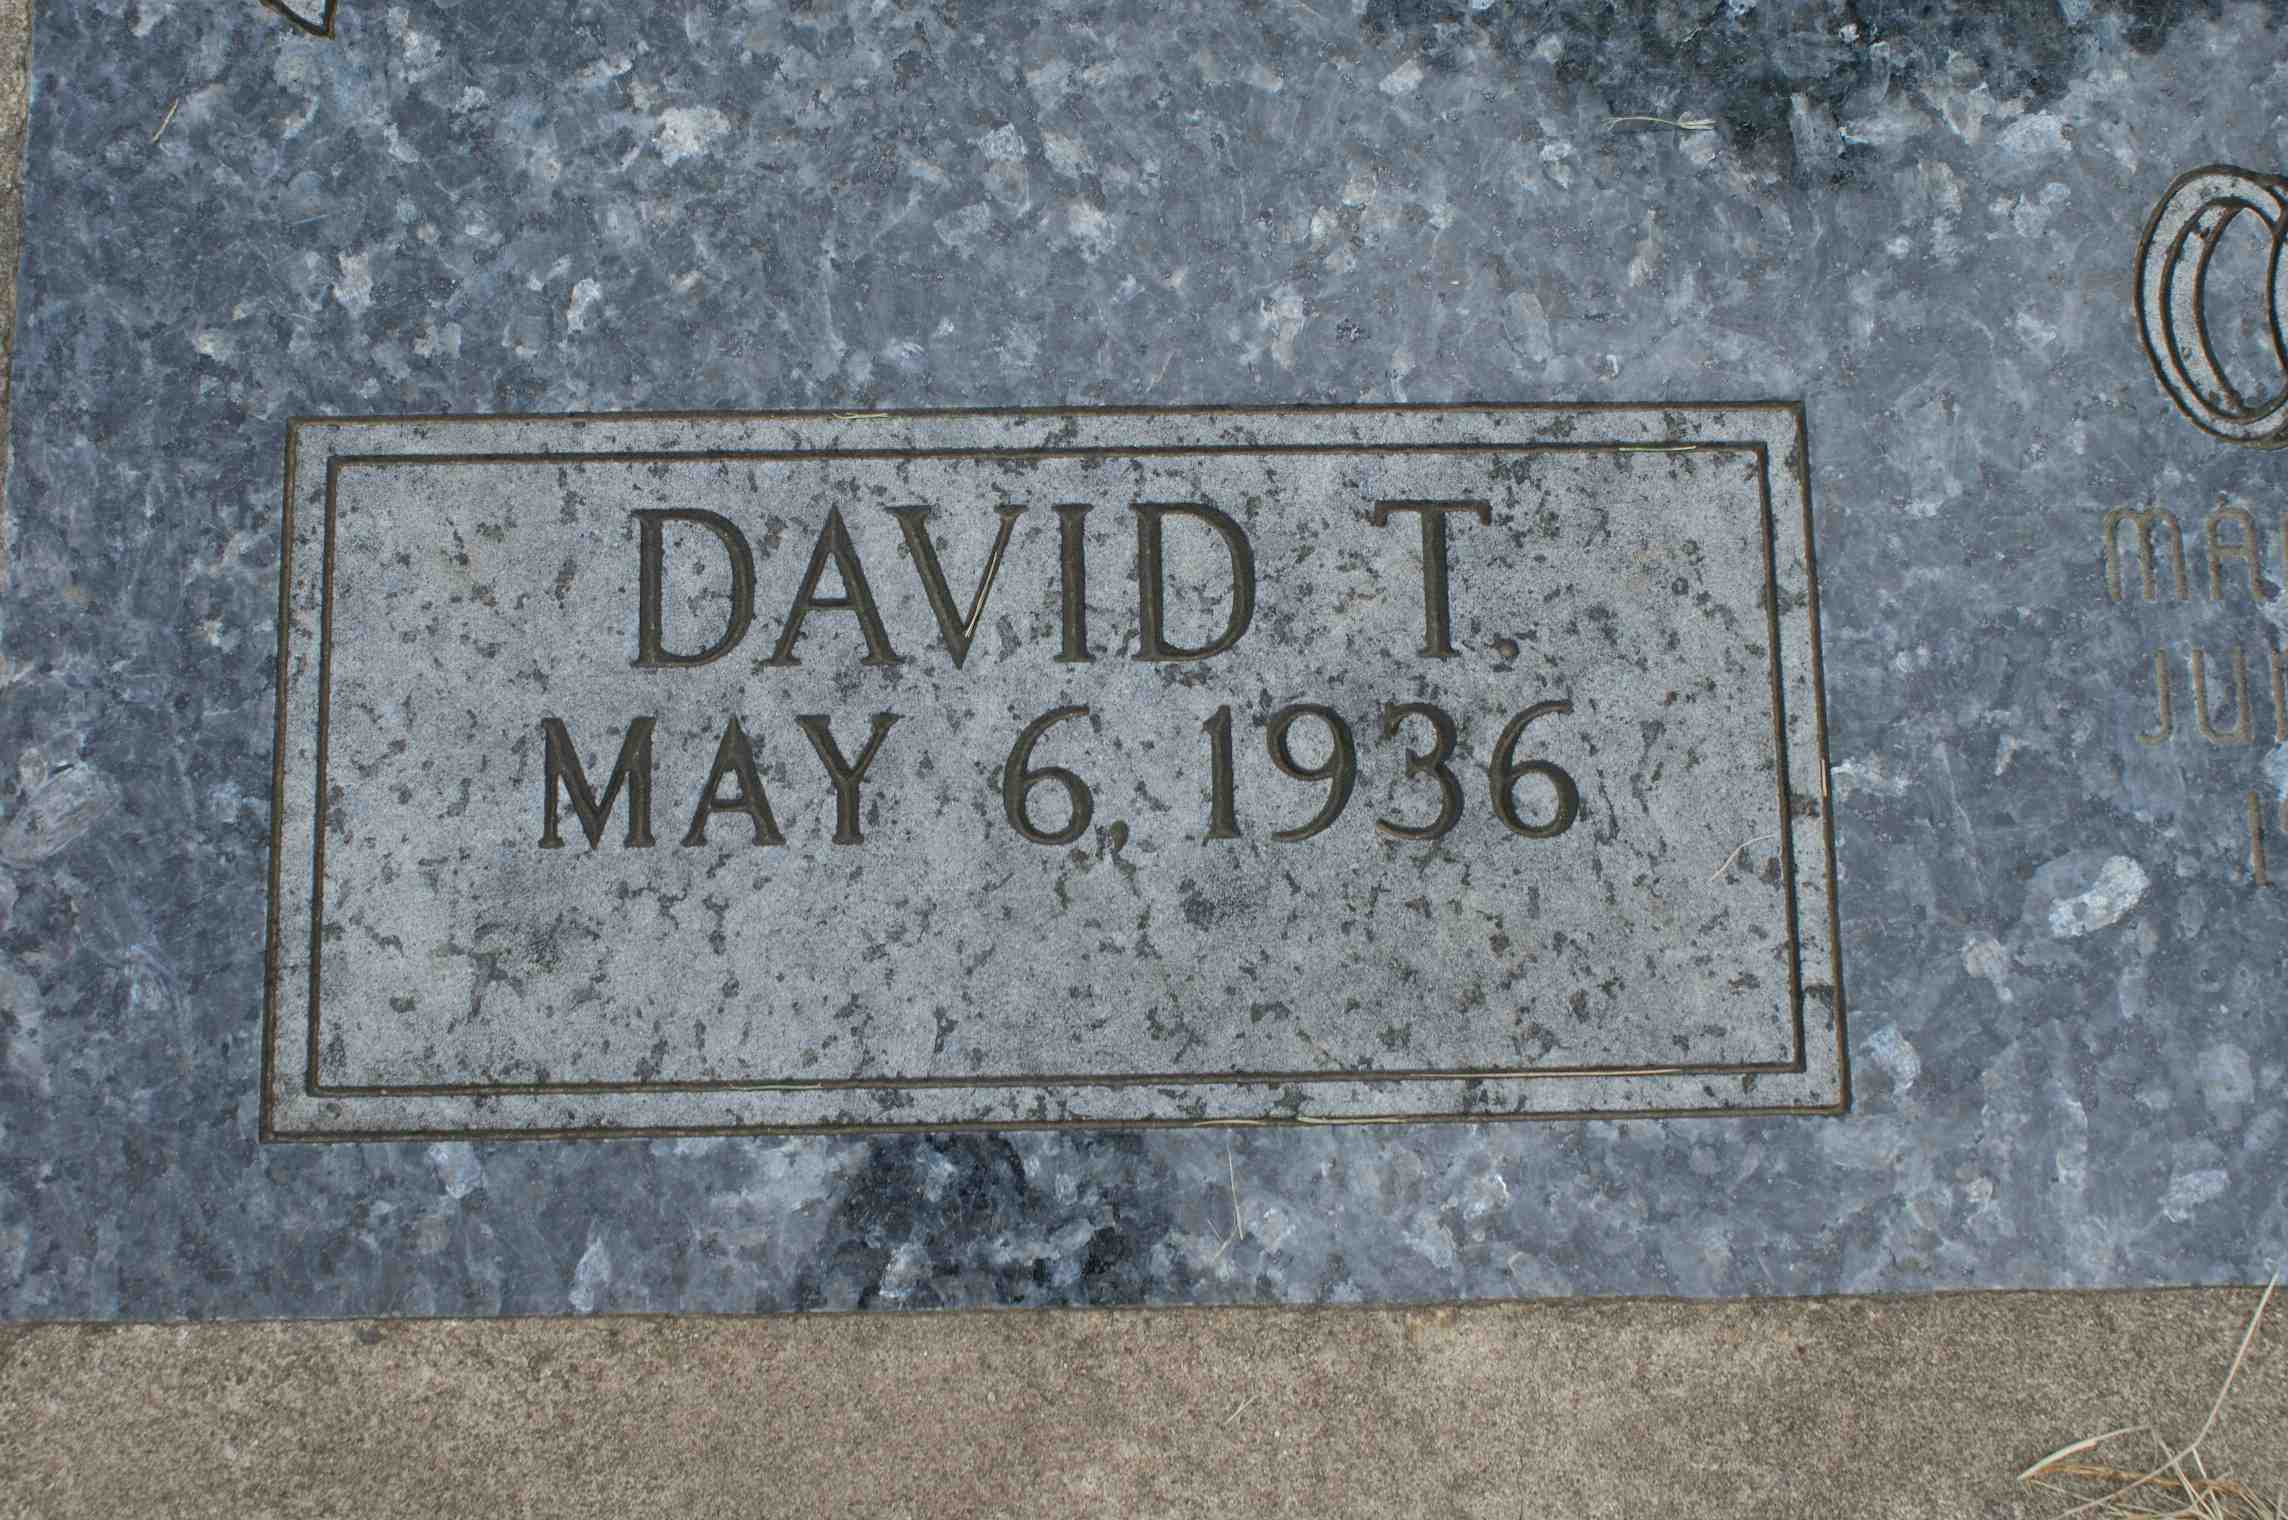 DAVID T.
MAY 6, 1936